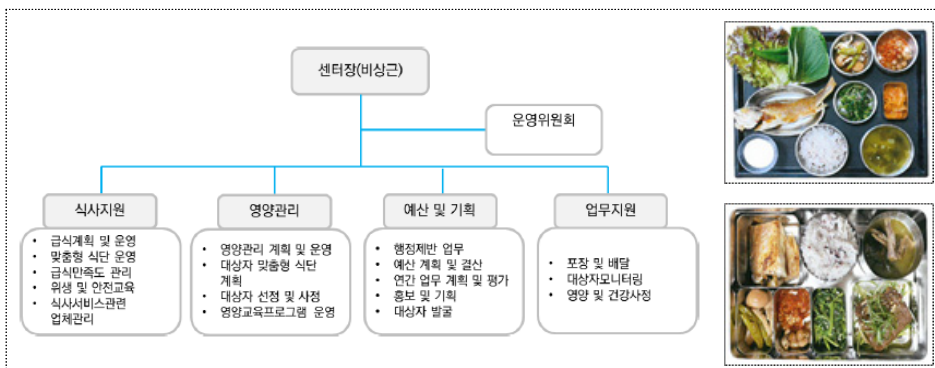 센터장(비상근)
운영위원회
식사지원
• 급식계획 및 운영
• 맞춤형 식단 운영
• 급식만족도 관리
• 위생 및 안전교육
• 식사서비스관련
업체관리
영양관리
• 영양관리 계획 및 운영
• 대상자 맞춤형 식단
계획
• 대상자 선정 및 사정
• 영양교육프로그램 운영
예산 및 기획
• 행정제반 업무
• 예산 계획 및 결산
• 연간 업무 계획 및 평가
• 홍보 및 기획
• 대상자 발굴
업무지원
• 포장 및 배달
• 대상자모니터링
• 영양 및 건강사정